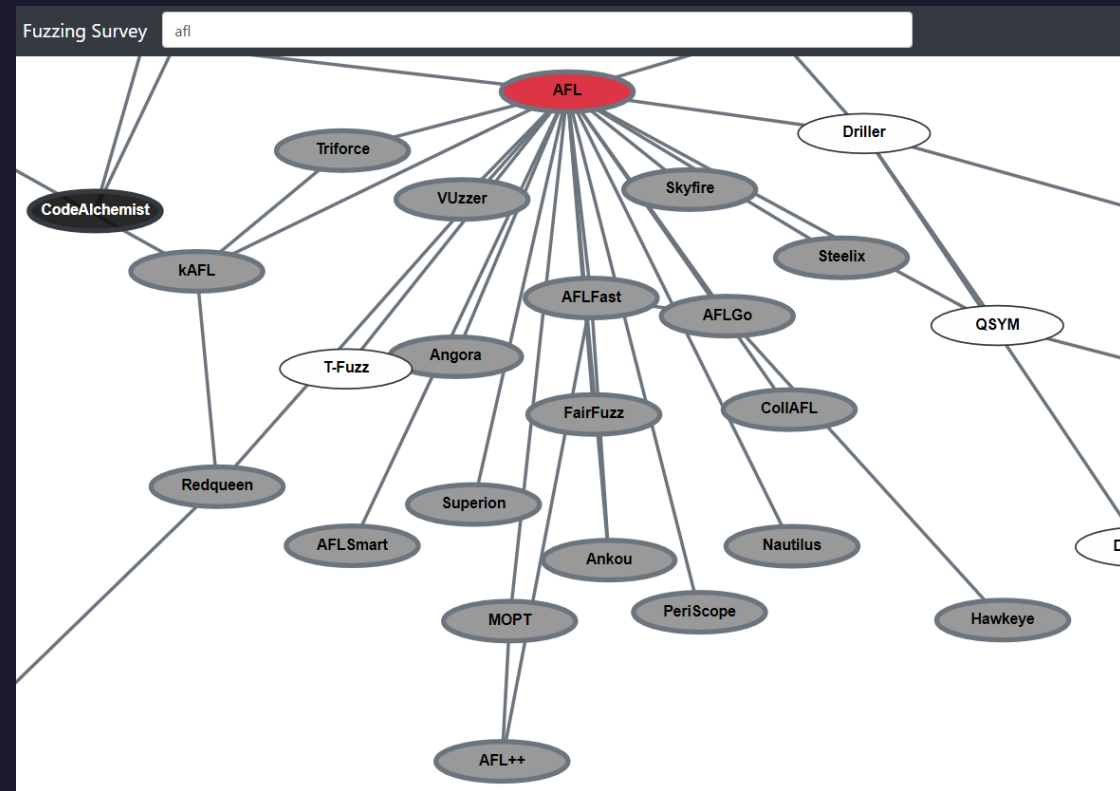 Fuzzing Survey
afl
AFL
Driller
Triforce
Skyfire
VUzzer
CodeAlchemist
Steelix
kAFL
AFLFast
AFLGo
QSYM
Angora
T-Fuzz
CollAFL
FairFuzz
Redqueen
Superion
AFLSmart
Nautilus
Ankou
PeriScope
MOPT
Hawkeye
AFL++